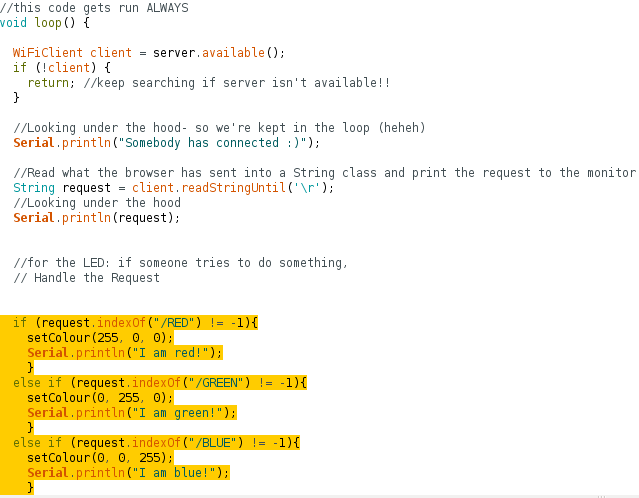 //this code gets run ALWAYS
void loop() {
WiFiClient client = server.available();
if (!client) {
return; //keep searching if server isn't available!!
}
//Looking under the hood- so we're kept in the loop (heheh)
Serial.println("Somebody has connected :)");
//Read what the browser has sent into a String class and print the request to the monitor
String request = client.readStringUntil('\r');
//Looking under the hood
Serial.println(request);
//for the LED: if someone tries to do something,
// Handle the Request
if (request.indexOf("/RED") != -1){
setColour(255, 0, 0);
Serial.println("I am red!");
}
else if (request.indexOf("/GREEN") != -1){
setColour(0, 255, 0);
Serial.println("I am green!");
}
else if (request.indexOf("/BLUE") != -1){
setColour(0, 0, 255);
Serial.println("I am blue!");
}